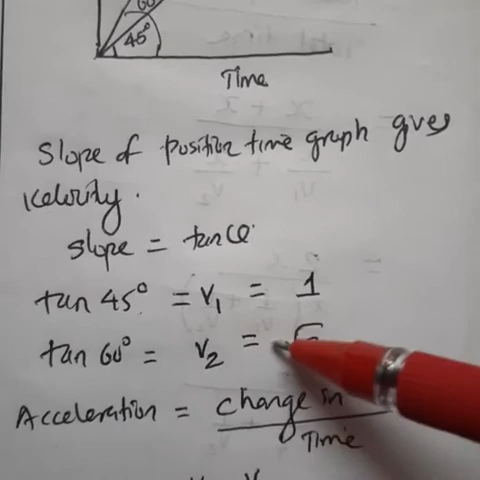 60
45°
Time
Slope of position time graph gives
velocity.
slope = tanθ
tan 45° = V₁ = 1
tan 60° = V₂ =
Acceleration = change in
Time